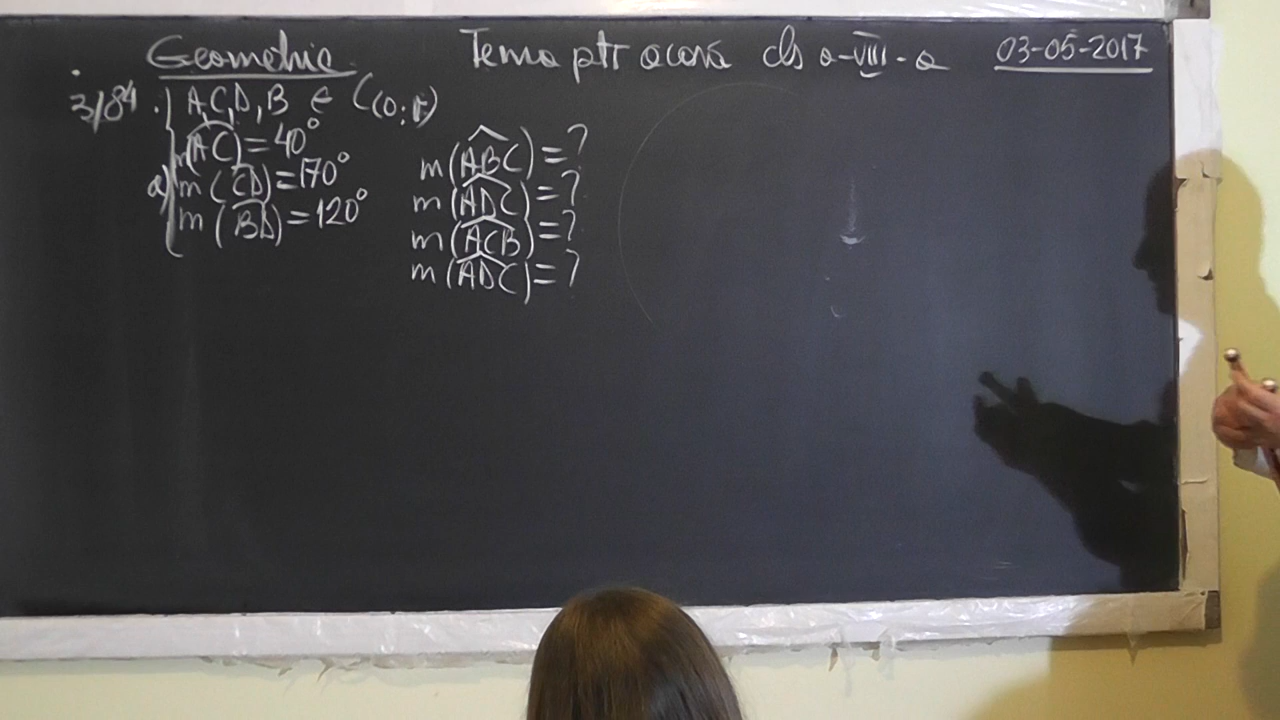 Geometrie Tema ptr acasă cls a-VIII-a 03-05-2017
3/84. A,C,D,B ∈ C(O;r)
m(AC)=40°
a) m(CD)=170°
m(BD)=120°
m(ABC)=?
m(ADC)=?
m(ACB)=?
m(ADC)=?